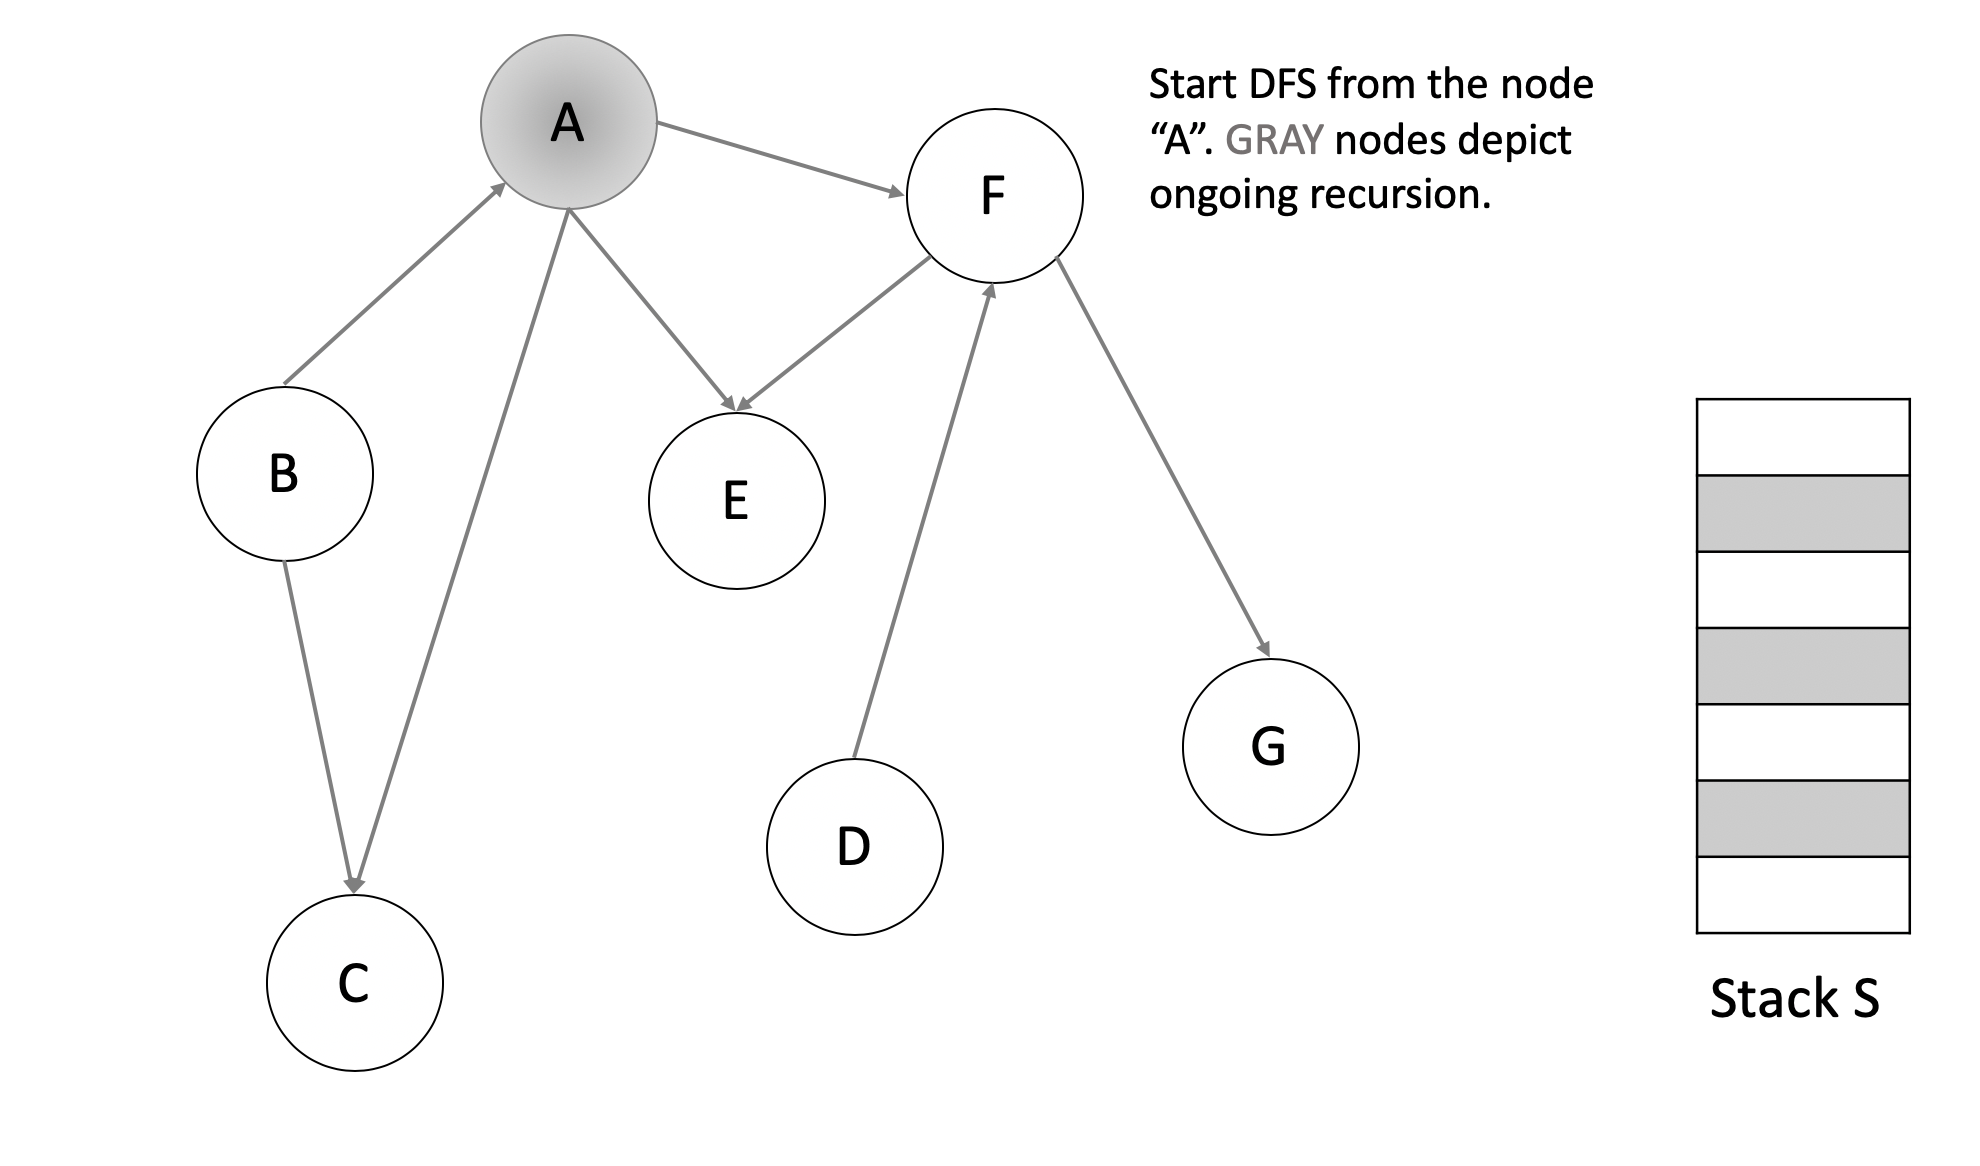 A
Start DFS from the node
“A”. GRAY nodes depict
ongoing recursion.
F
B
E
G
D
C
Stack S